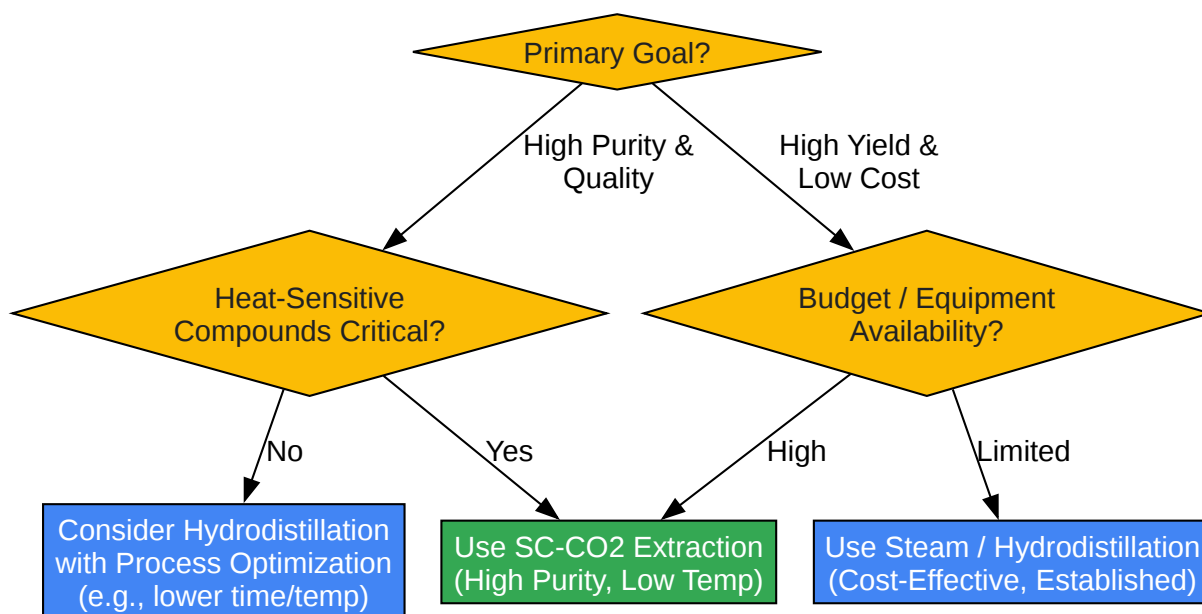 Primary Goal?
High Purity &
Quality
High Yield &
Low Cost
Heat-Sensitive
Compounds Critical?
Budget / Equipment
Availability?
No
Yes
High
Limited
Consider Hydrodistillation
with Process Optimization
(e.g., lower time/temp)
Use SC-CO2 Extraction
(High Purity, Low Temp)
Use Steam / Hydrodistillation
(Cost-Effective, Established)